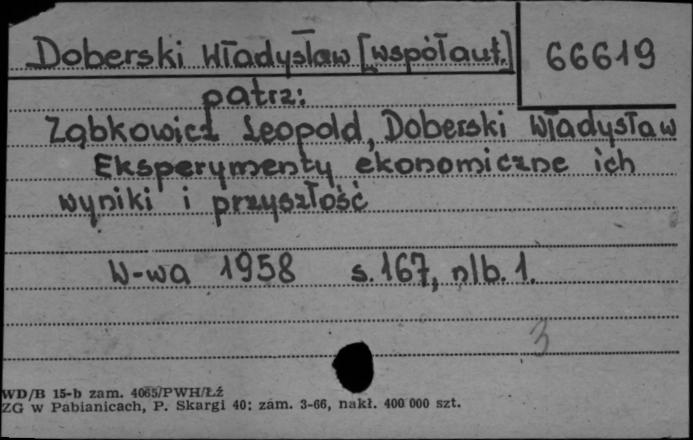 Doberski Władysław [współaut.] 66619
patrz:
Ząbkowicz Leopold, Doberski Władysław
Eksperymenty ekonomiczne ich
wyniki i przyszłość
W-wa 1958 s. 167, nlb. 1.
3
WD/B 15-b zam. 4065/PWH/Łź
ZG w Pabianicach, P. Skargi 40; zam. 3-66, nakł. 400 000 szt.